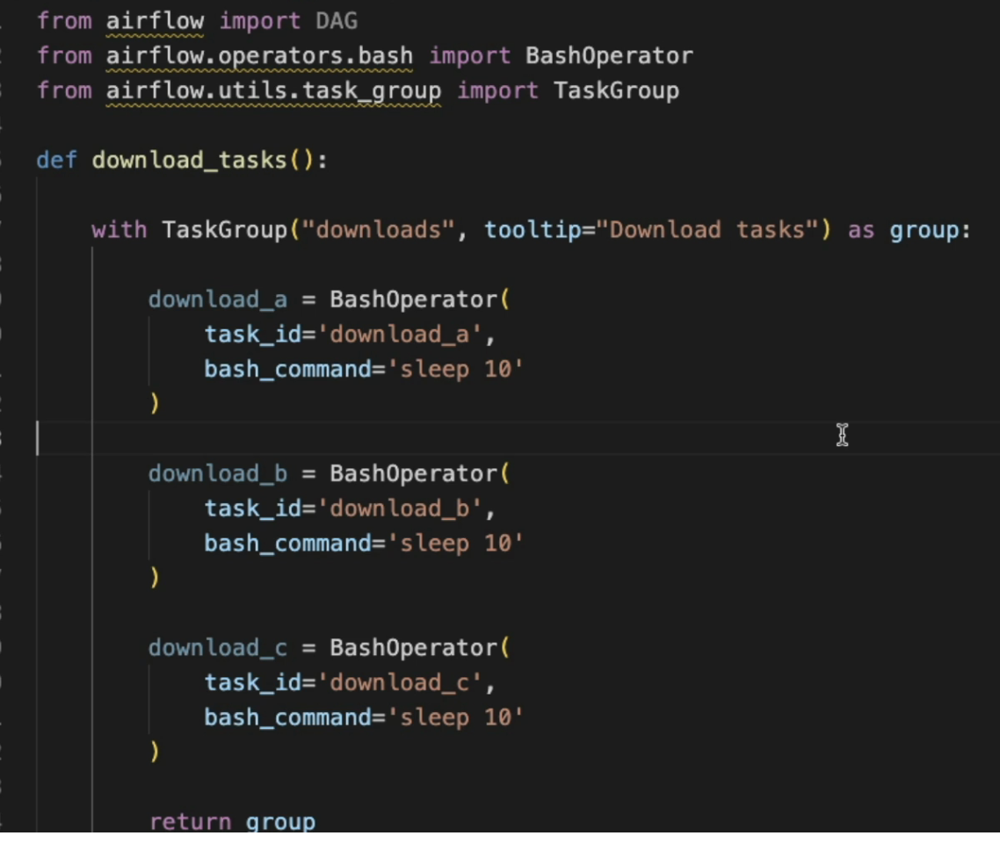 from airflow import DAG
from airflow.operators.bash import BashOperator
from airflow.utils.task_group import TaskGroup
def download_tasks():
with TaskGroup("downloads", tooltip="Download tasks") as group:
download_a = BashOperator(
task_id='download_a',
bash_command='sleep 10'
)
download_b = BashOperator(
task_id='download_b',
bash_command='sleep 10'
)
download_c = BashOperator(
task_id='download_c',
bash_command='sleep 10'
)
return group